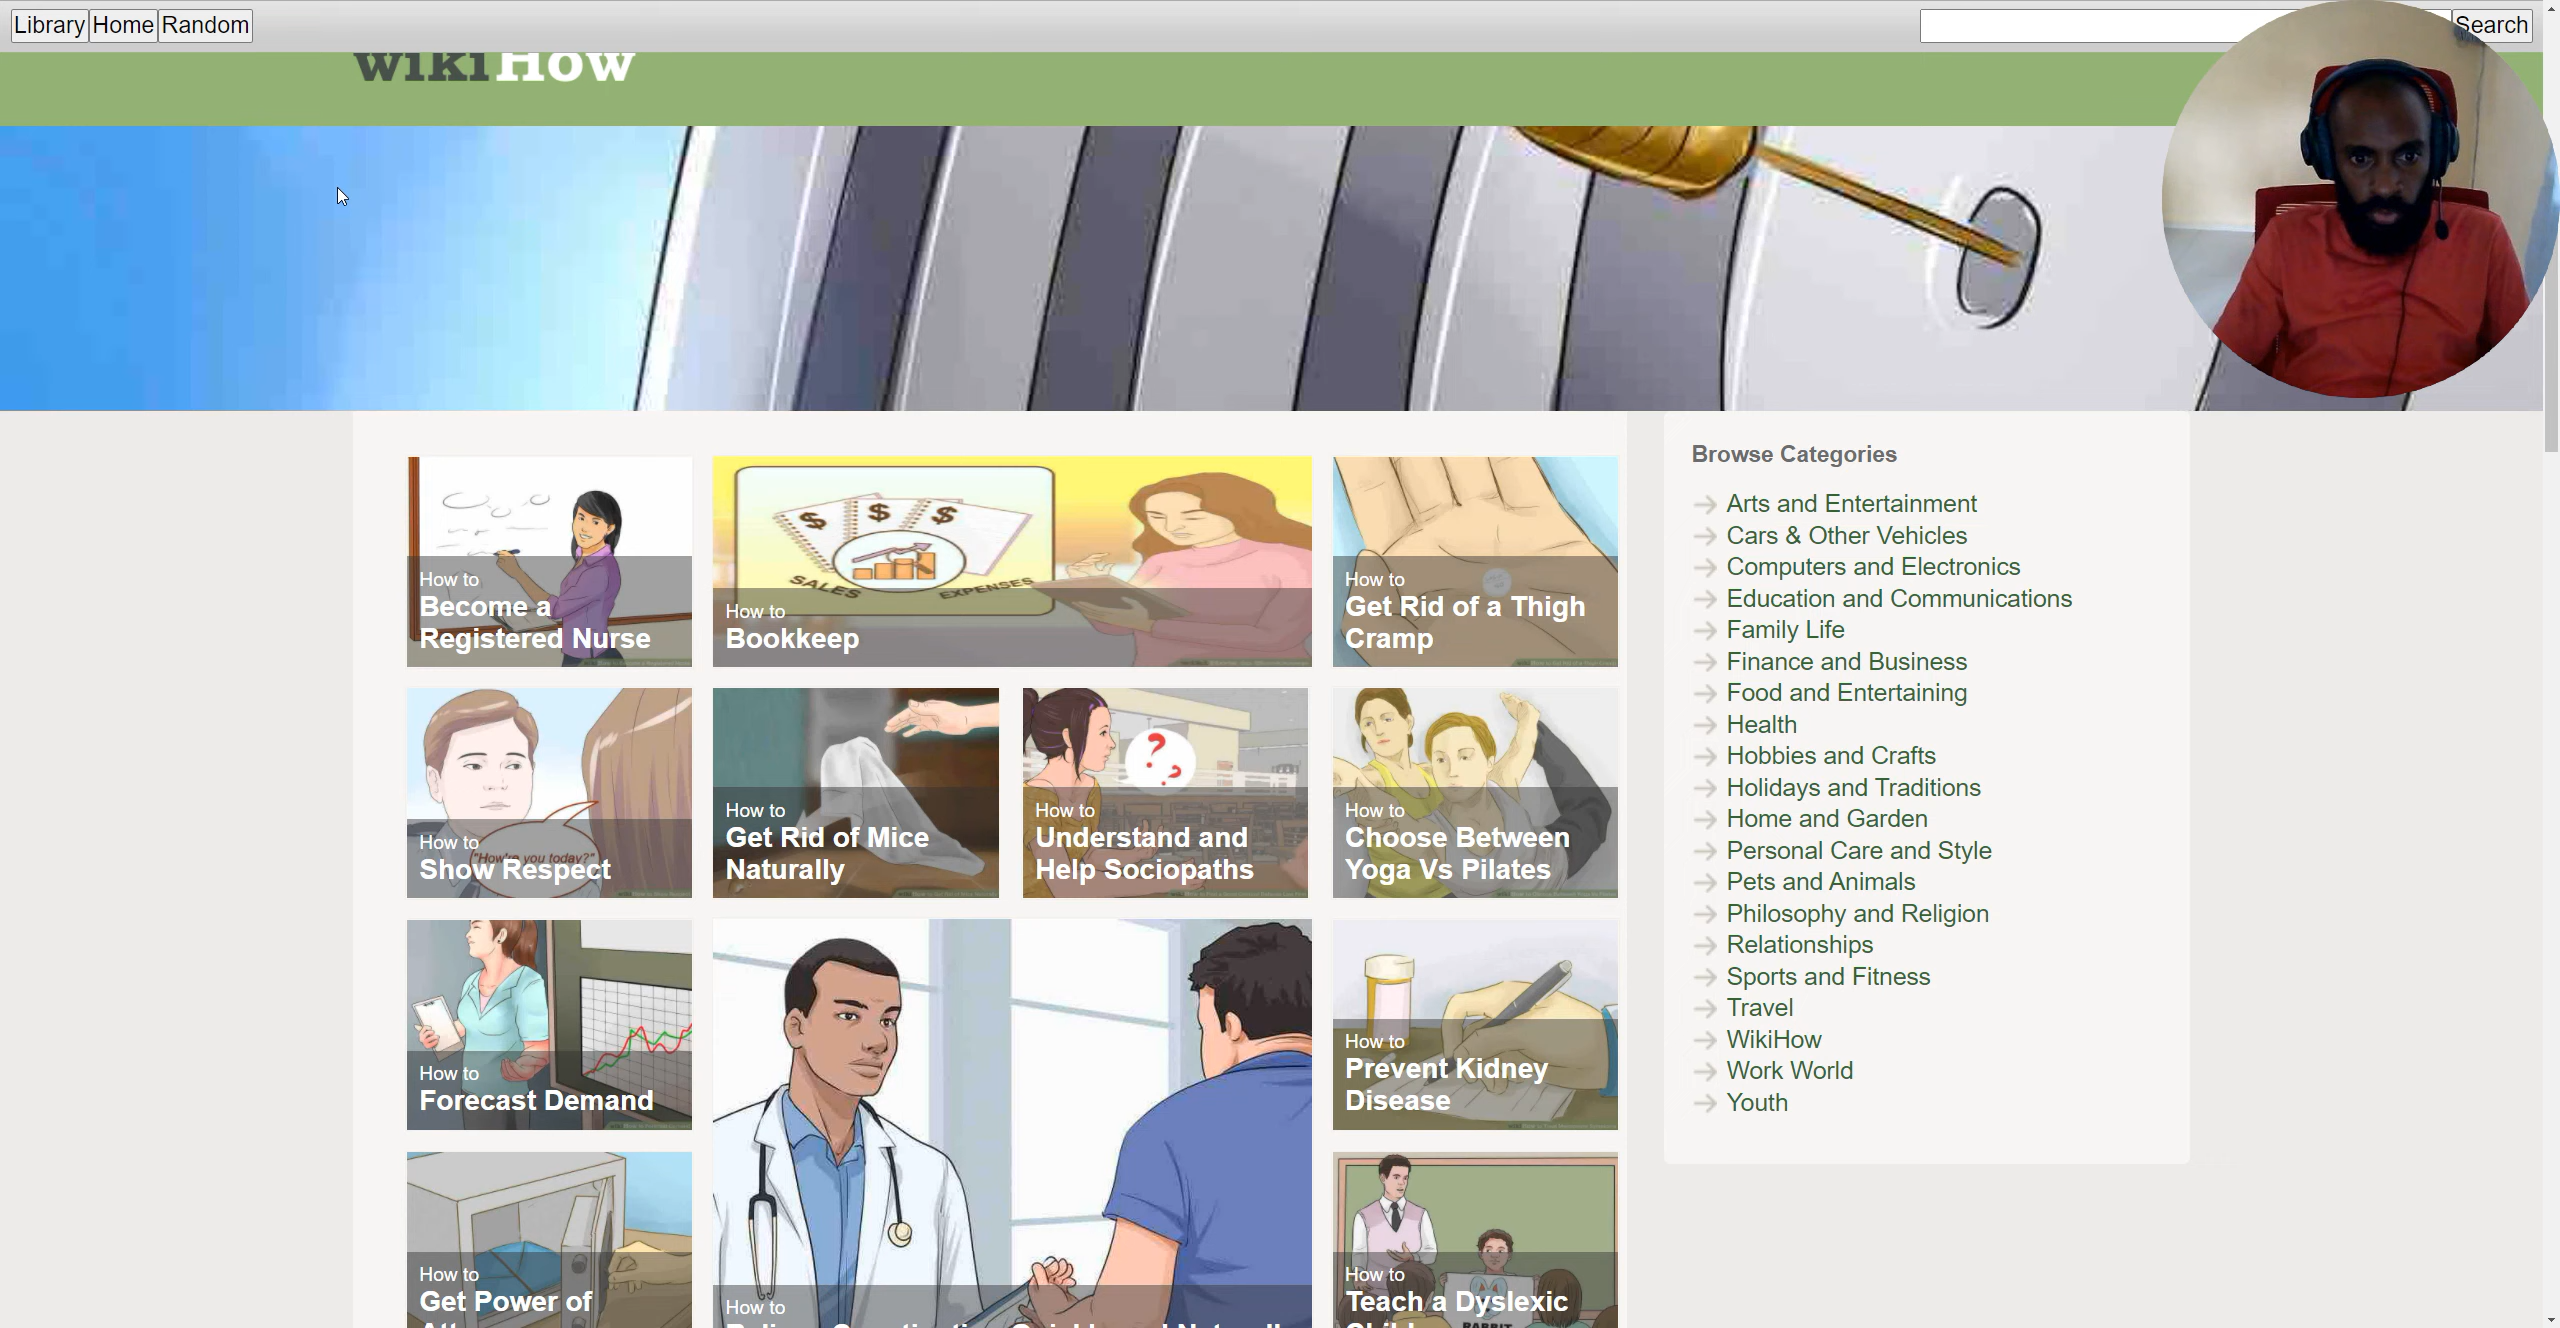 Library Home Random
Search
wikiHow
How to
Become a
Registered Nurse
SALES
EXPENSES
How to
Bookkeep
How to
Get Rid of a Thigh
Cramp
"How're you today?"
How to
Show Respect
How to
Get Rid of Mice
Naturally
How to
Understand and
Help Sociopaths
How to
Choose Between
Yoga Vs Pilates
How to
Forecast Demand
How to
How to
Prevent Kidney
Disease
How to
Get Power of
How to
Teach a Dyslexic
RABBIT
Browse Categories
Arts and Entertainment
Cars & Other Vehicles
Computers and Electronics
Education and Communications
Family Life
Finance and Business
Food and Entertaining
Health
Hobbies and Crafts
Holidays and Traditions
Home and Garden
Personal Care and Style
Pets and Animals
Philosophy and Religion
Relationships
Sports and Fitness
Travel
WikiHow
Work World
Youth